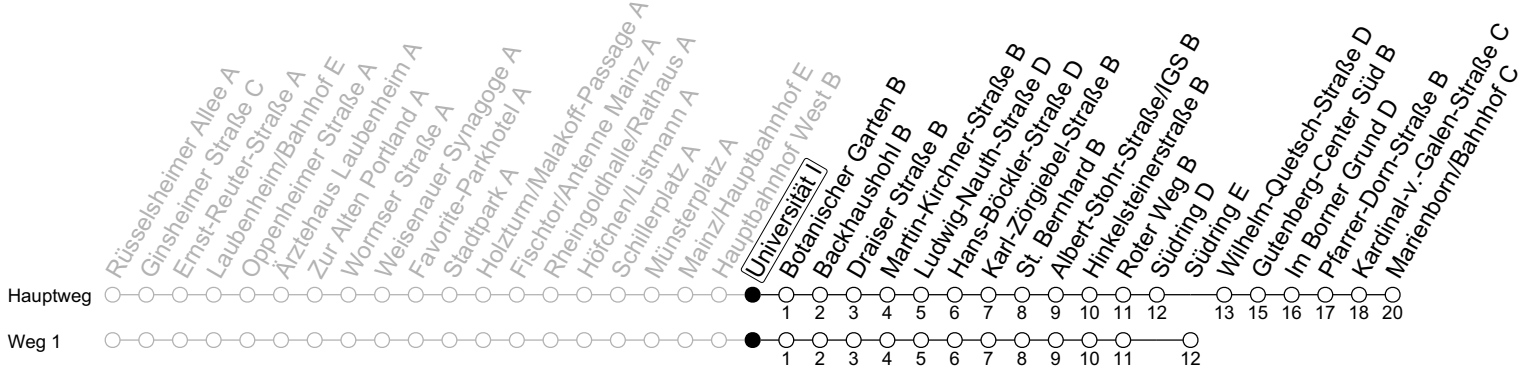 Rüsselsheimer Allee A
Ginsheimer Straße C
Ernst-Reuter-Straße A
Laubenheim/Bahnhof E
Oppenheimer Straße A
Ärztehaus Laubenheim A
Zur Alten Portland A
Wormser Straße A
Weisenauer Synagoge A
Favorite-Parkhotel A
Stadtpark A
Holzturm/Malakoff-Passage A
Fischtor/Antenne Mainz A
Rheingoldhalle/Rathaus A
Höfchen/Listmann A
Schillerplatz A
Münsterplatz A
Mainz/Hauptbahnhof E
Hauptbahnhof West B
Universität I
Botanischer Garten B
Backhaushohl B
Draiser Straße B
Martin-Kirchner-Straße B
Ludwig-Nauth-Straße D
Hans-Böckler-Straße D
Karl-Zörgiebel-Straße B
St. Bernhard B
Albert-Stohr-Straße/IGS B
Hinkelsteinerstraße B
Roter Weg B
Südring D
Südring E
Wilhelm-Quetsch-Straße D
Gutenberg-Center Süd B
Im Borner Grund D
Pfarrer-Dorn-Straße B
Kardinal-v.-Galen-Straße C
Marienborn/Bahnhof C
Hauptweg
1 2 3 4 5 6 7 8 9 10 11 12 13 15 16 17 18 20
Weg 1
1 2 3 4 5 6 7 8 9 10 11 12